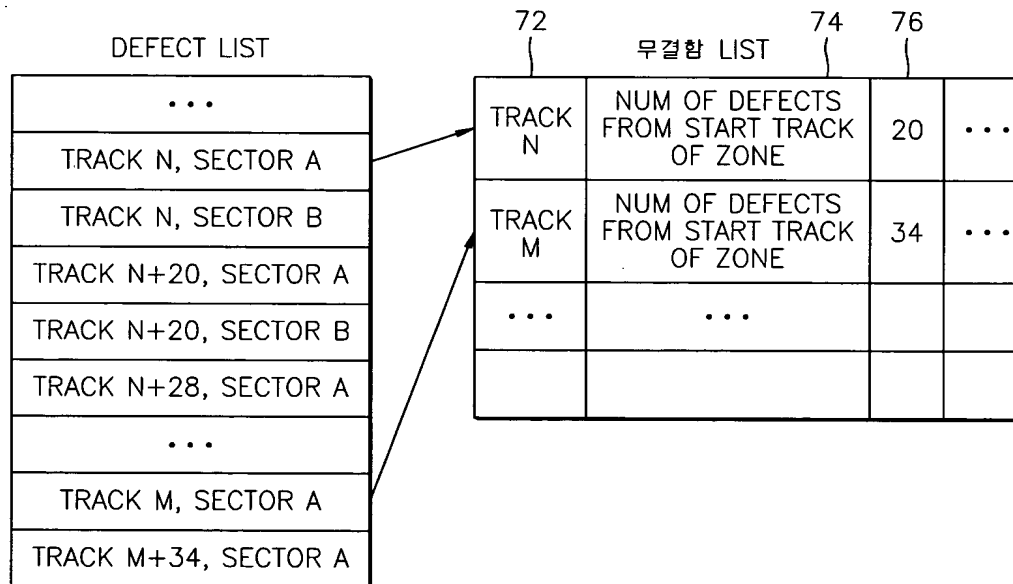 DEFECT LIST
...
TRACK N, SECTOR A
TRACK N, SECTOR B
TRACK N+20, SECTOR A
TRACK N+20, SECTOR B
TRACK N+28, SECTOR A
...
TRACK M, SECTOR A
TRACK M+34, SECTOR A
72
74
76
무결함 LIST
TRACK
N
NUM OF DEFECTS
FROM START TRACK
OF ZONE
20
...
TRACK
M
NUM OF DEFECTS
FROM START TRACK
OF ZONE
34
...
...
...